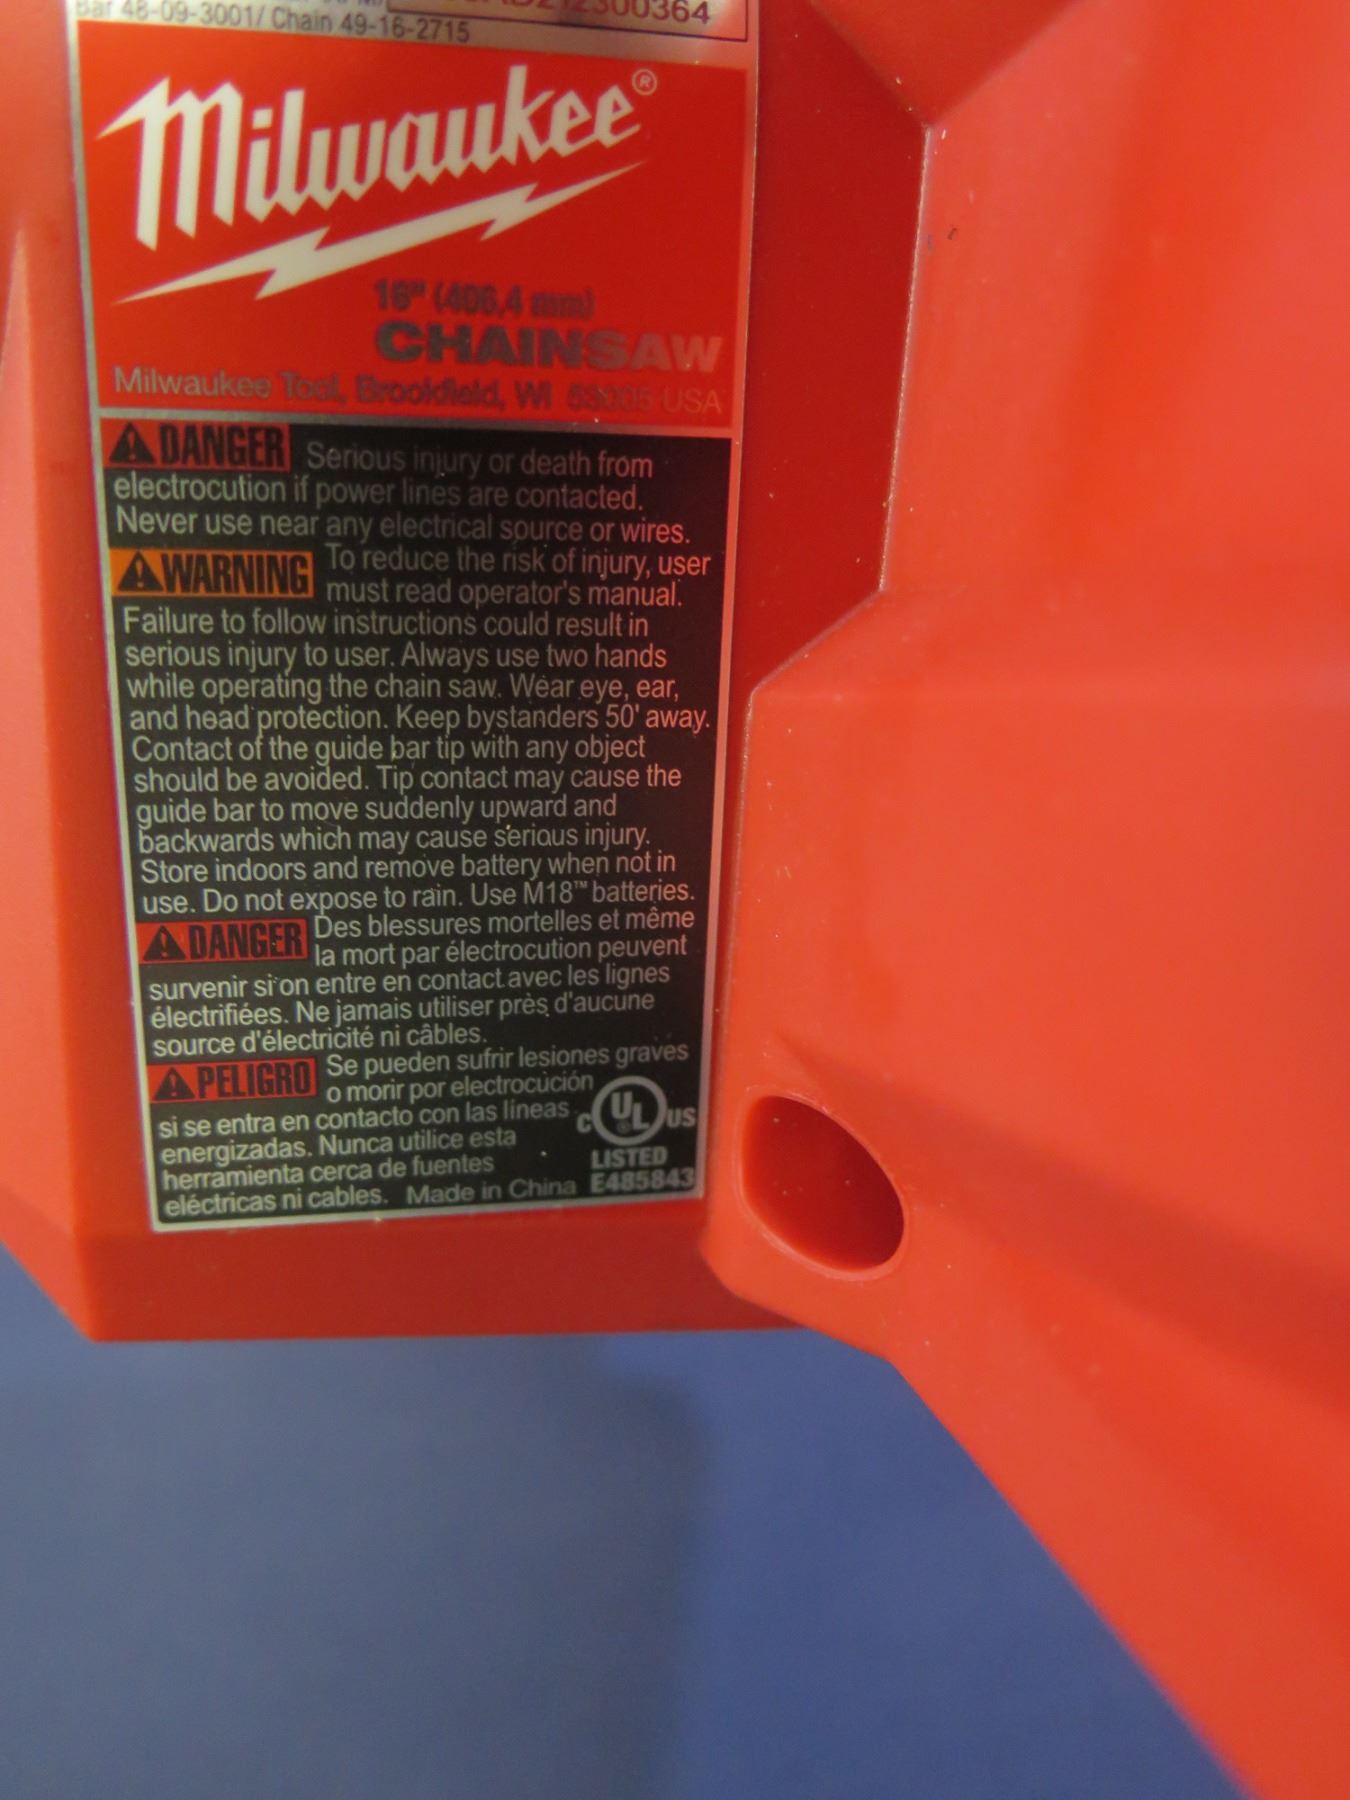 Bar 48-09-3001/ Chain 49-16-2715
Milwaukee®
16" (406,4 mm)
CHAINSAW
Milwaukee Tool, Brookfield, WI 53005 USA
DANGER Serious injury or death from
electrocution if power lines are contacted.
Never use near any electrical source or wires.
WARNING To reduce the risk of injury, user
must read operator's manual.
Failure to follow instructions could result in
serious injury to user. Always use two hands
while operating the chain saw. Wear eye, ear,
and head protection. Keep bystanders 50' away.
Contact of the guide bar tip with any object
should be avoided. Tip contact may cause the
guide bar to move suddenly upward and
backwards which may cause serious injury.
Store indoors and remove battery when not in
use. Do not expose to rain. Use M18™ batteries.
DANGER Des blessures mortelles et même
la mort par électrocution peuvent
survenir si on entre en contact avec les lignes
électrifiées. Ne jamais utiliser près d'aucune
source d'électricité ni câbles.
PELIGRO Se pueden sufrir lesiones graves
o morir por electrocución
si se entra en contacto con las líneas
energizadas. Nunca utilice esta
herramienta cerca de fuentes
eléctricas ni cables. Made in China
C UL US
LISTED
E485843